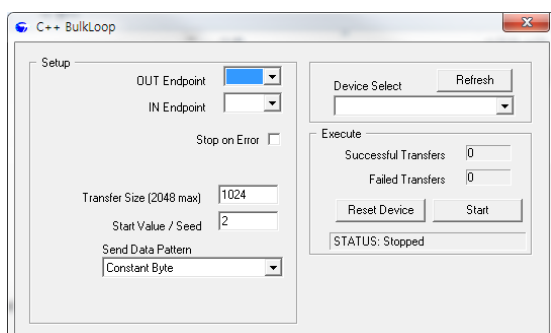 C++ BulkLoop
Setup
OUT Endpoint
IN Endpoint
Stop on Error
Transfer Size (2048 max) 1024
Start Value / Seed 2
Send Data Pattern
Constant Byte
Device Select Refresh
Execute
Successful Transfers 0
Failed Transfers 0
Reset Device Start
STATUS: Stopped